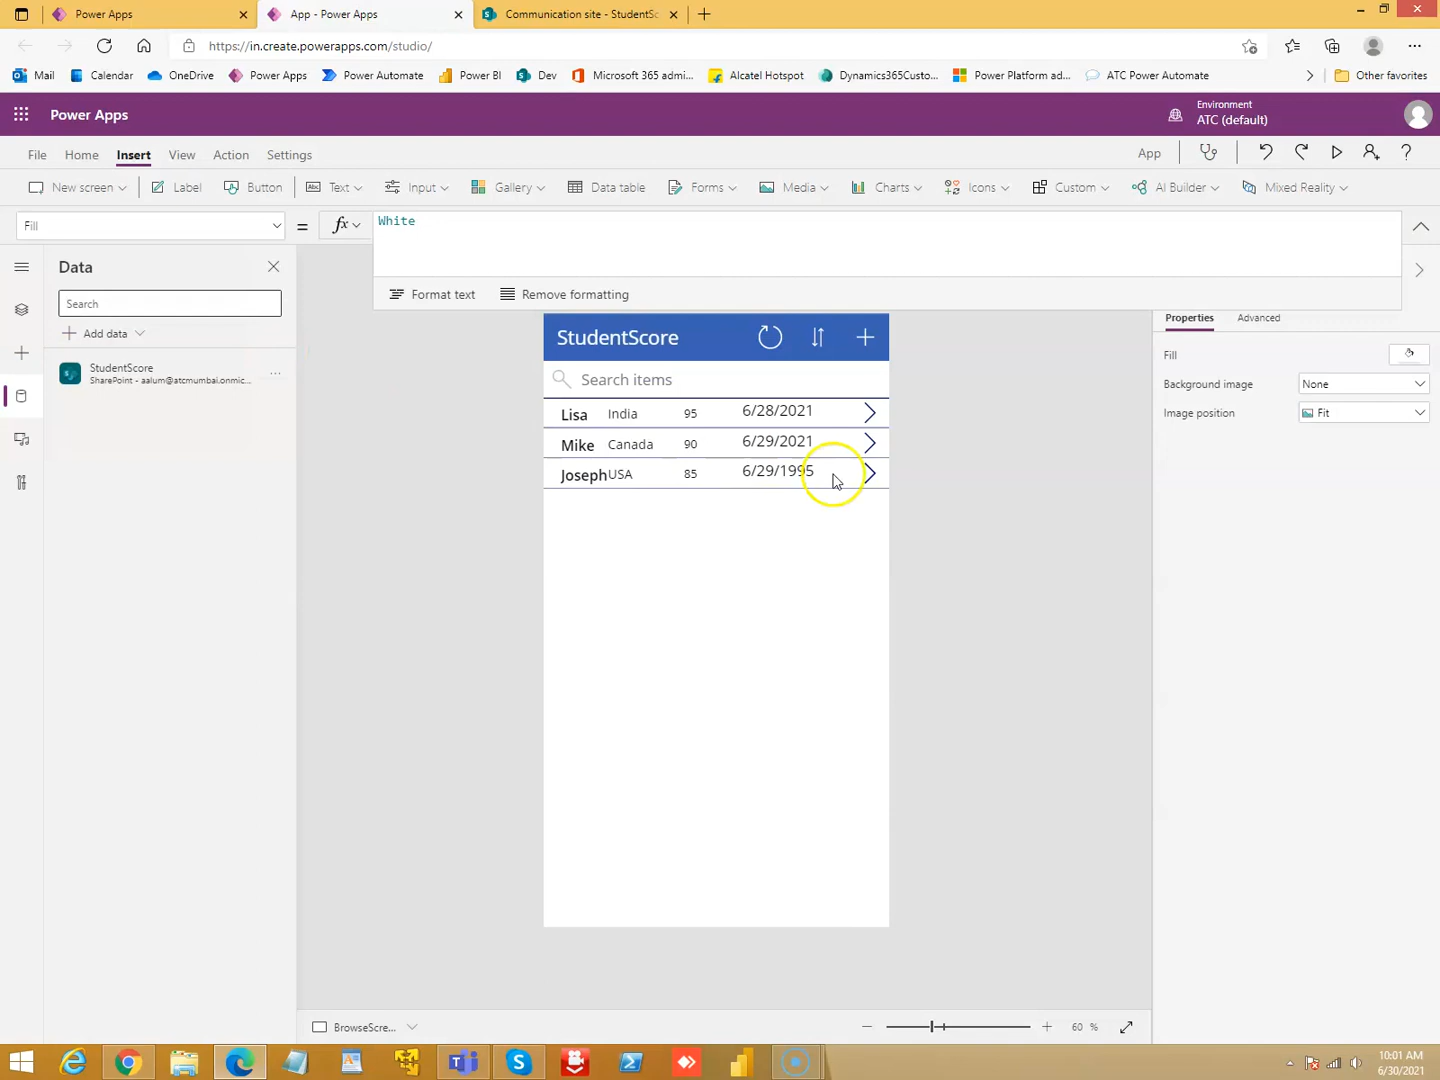 Power Apps
App - Power Apps
Communication site - StudentSc
https://in.create.powerapps.com/studio/
Mail
Calendar
OneDrive
Power Apps
Power Automate
Power BI
Dev
Microsoft 365 admi...
Alcatel Hotspot
Dynamics365Custo...
Power Platform ad...
ATC Power Automate
Other favorites
Power Apps
Environment
ATC (default)
File
Home
Insert
View
Action
Settings
App
New screen
Label
Button
Text
Input
Gallery
Data table
Forms
Media
Charts
Icons
Custom
AI Builder
Mixed Reality
Fill
=
fx
White
Format text
Remove formatting
Data
Search
Add data
StudentScore
SharePoint - aalum@atcmumbai.onmic...
StudentScore
Search items
Lisa India 95 6/28/2021
Mike Canada 90 6/29/2021
Joseph USA 85 6/29/1995
Properties
Advanced
Fill
Background image
None
Image position
Fit
BrowseScre...
60 %
10:01 AM
6/30/2021